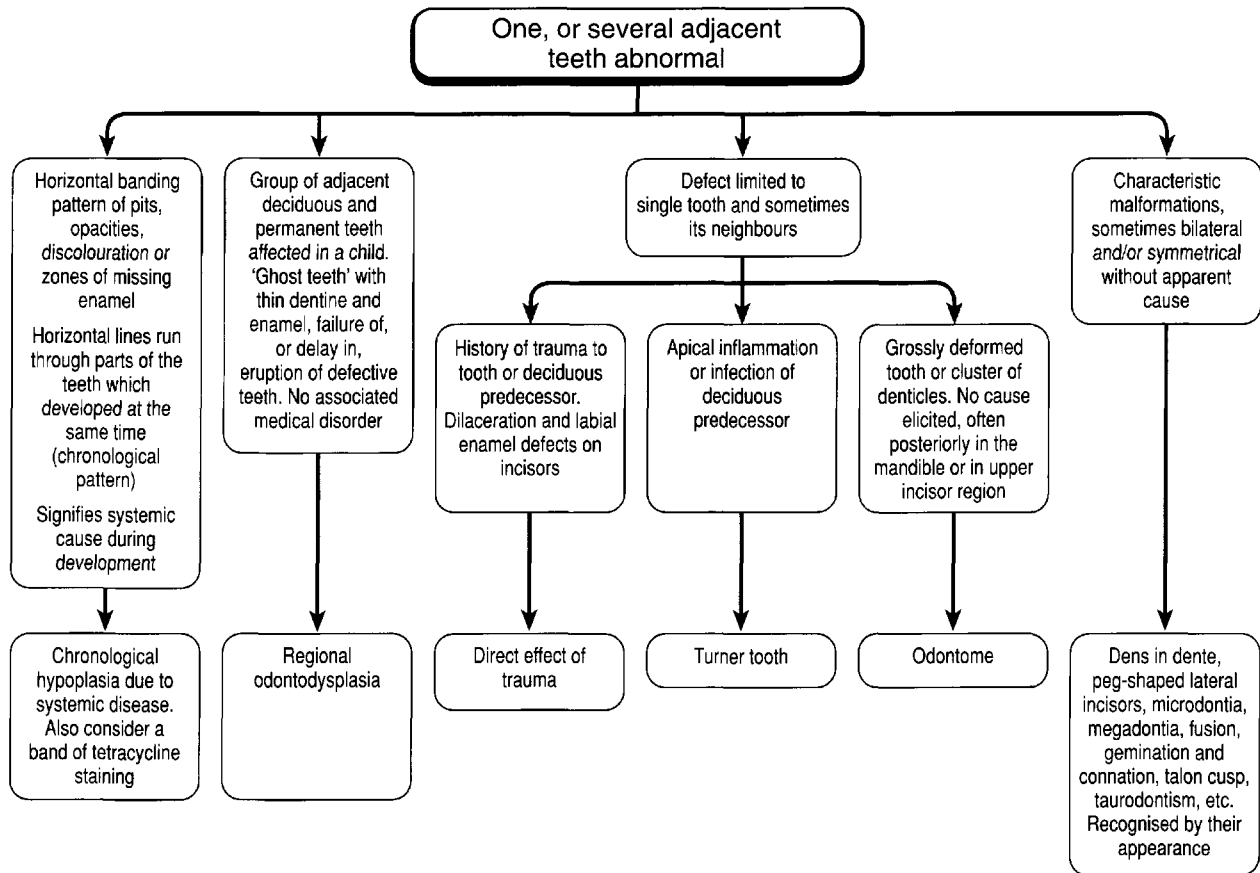 One, or several adjacent
teeth abnormal
Horizontal banding
pattern of pits,
opacities,
discolouration or
zones of missing
enamel
Horizontal lines run
through parts of the
teeth which
developed at the
same time
(chronological
pattern)
Signifies systemic
cause during
development
Group of adjacent
deciduous and
permanent teeth
affected in a child.
'Ghost teeth' with
thin dentine and
enamel, failure of,
or delay in,
eruption of defective
teeth. No associated
medical disorder
Defect limited to
single tooth and sometimes
its neighbours
Characteristic
malformations,
sometimes bilateral
and/or symmetrical
without apparent
cause
History of trauma to
tooth or deciduous
predecessor.
Dilaceration and labial
enamel defects on
incisors
Apical inflammation
or infection of
deciduous
predecessor
Grossly deformed
tooth or cluster of
denticles. No cause
elicited, often
posteriorly in the
mandible or in upper
incisor region
Chronological
hypoplasia due to
systemic disease.
Also consider a
band of tetracycline
staining
Regional
odontodysplasia
Direct effect of
trauma
Turner tooth
Odontome
Dens in dente,
peg-shaped lateral
incisors, microdontia,
megadontia, fusion,
gemination and
connation, talon cusp,
taurodontism, etc.
Recognised by their
appearance